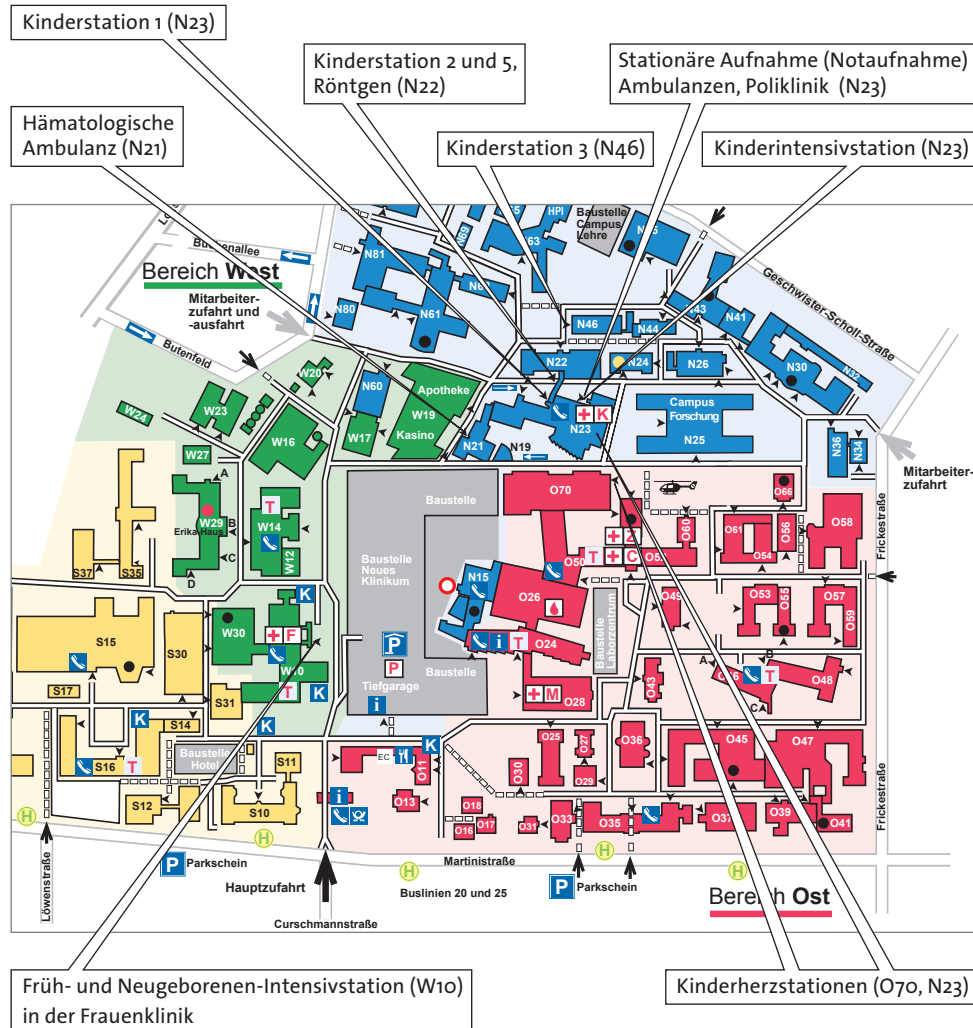 Kinderstation 1 (N23)
Kinderstation 2 und 5,
Röntgen (N22)
Stationäre Aufnahme (Notaufnahme)
Ambulanzen, Poliklinik (N23)
Hämatologische
Ambulanz (N21)
Kinderstation 3 (N46)
Kinderintensivstation (N23)
HPI
Baustelle
Campus
Lehre
N69
N81
Buchenallee
Bereich West
Mitarbeiter-
zufahrt und
-ausfahrt
Geschwister-Scholl-Straße
N80
N61
N46
N44
N43
N41
Butenfeld
N22
N24
N26
N30
N32
W20
N60
Apotheke
W23
W19
W24
W16
W17
Kasino
N21
N19
N23
K
Campus
Forschung
N25
N36
N34
W27
A
Mitarbeiter-
zufahrt
Baustelle
O70
O66
W29
Erika-Haus
B
T
W14
Z
O60
O61
O56
O58
Frickestraße
C
W12
Baustelle
Neues
Klinikum
O50
T
C
O54
S37
S35
D
N15
K
O26
O49
O53
O55
O57
O59
S15
S30
W30
F
P
i
T
O24
Baustelle
Laborzentrum
A
B
T
O48
P
Baustelle
S17
W10
T
K
Tiefgarage
i
M
O28
O43
C
S31
K
S14
K
S16
T
Baustelle
Hotel
S11
K
EC
O11
O25
O27
O36
O45
O47
O30
O29
S12
S10
i
O13
O18
O16
O17
O31
O33
O35
O37
O39
O41
Frickestraße
H
H
H
H
H
Löwenstraße
P
Parkschein
Martinistraße
P
Parkschein
Hauptzufahrt
Buslinien 20 und 25
Bereich Ost
Curschmannstraße
Früh- und Neugeborenen-Intensivstation (W10)
in der Frauenklinik
Kinderherzstationen (O70, N23)